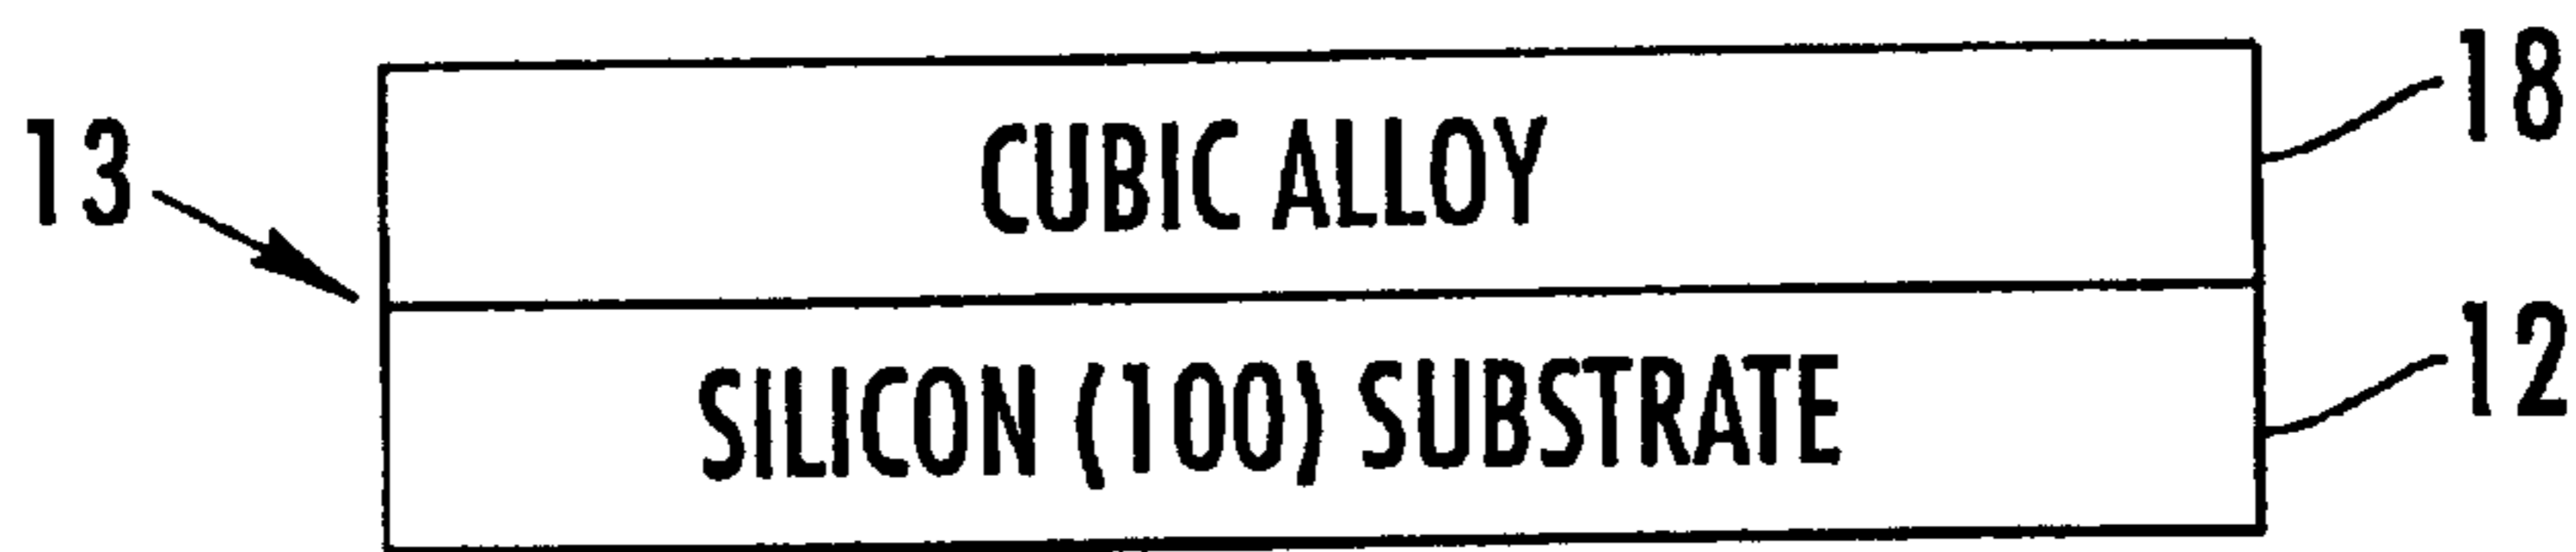 18
13
CUBIC ALLOY
12
SILICON (100) SUBSTRATE